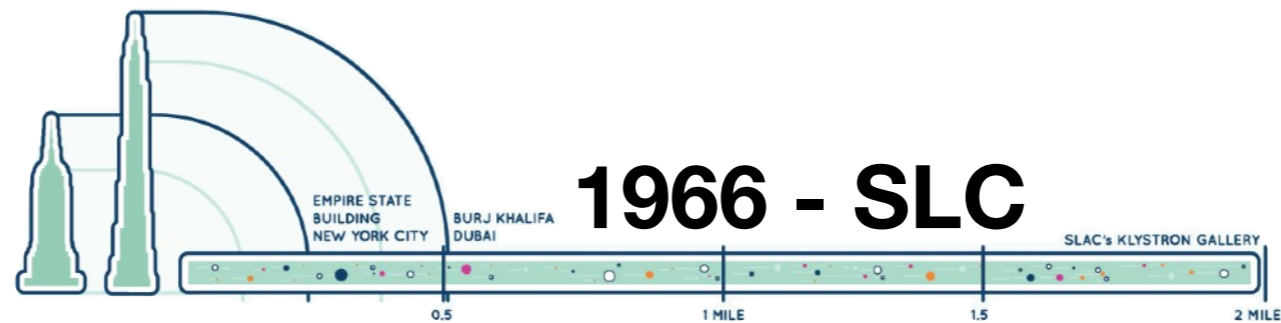 1966 - SLC
EMPIRE STATE
BUILDING
NEW YORK CITY
BURJ KHALIFA
DUBAI
SLAC's KLYSTRON GALLERY
0.5
1 MILE
1.5
2 MILE